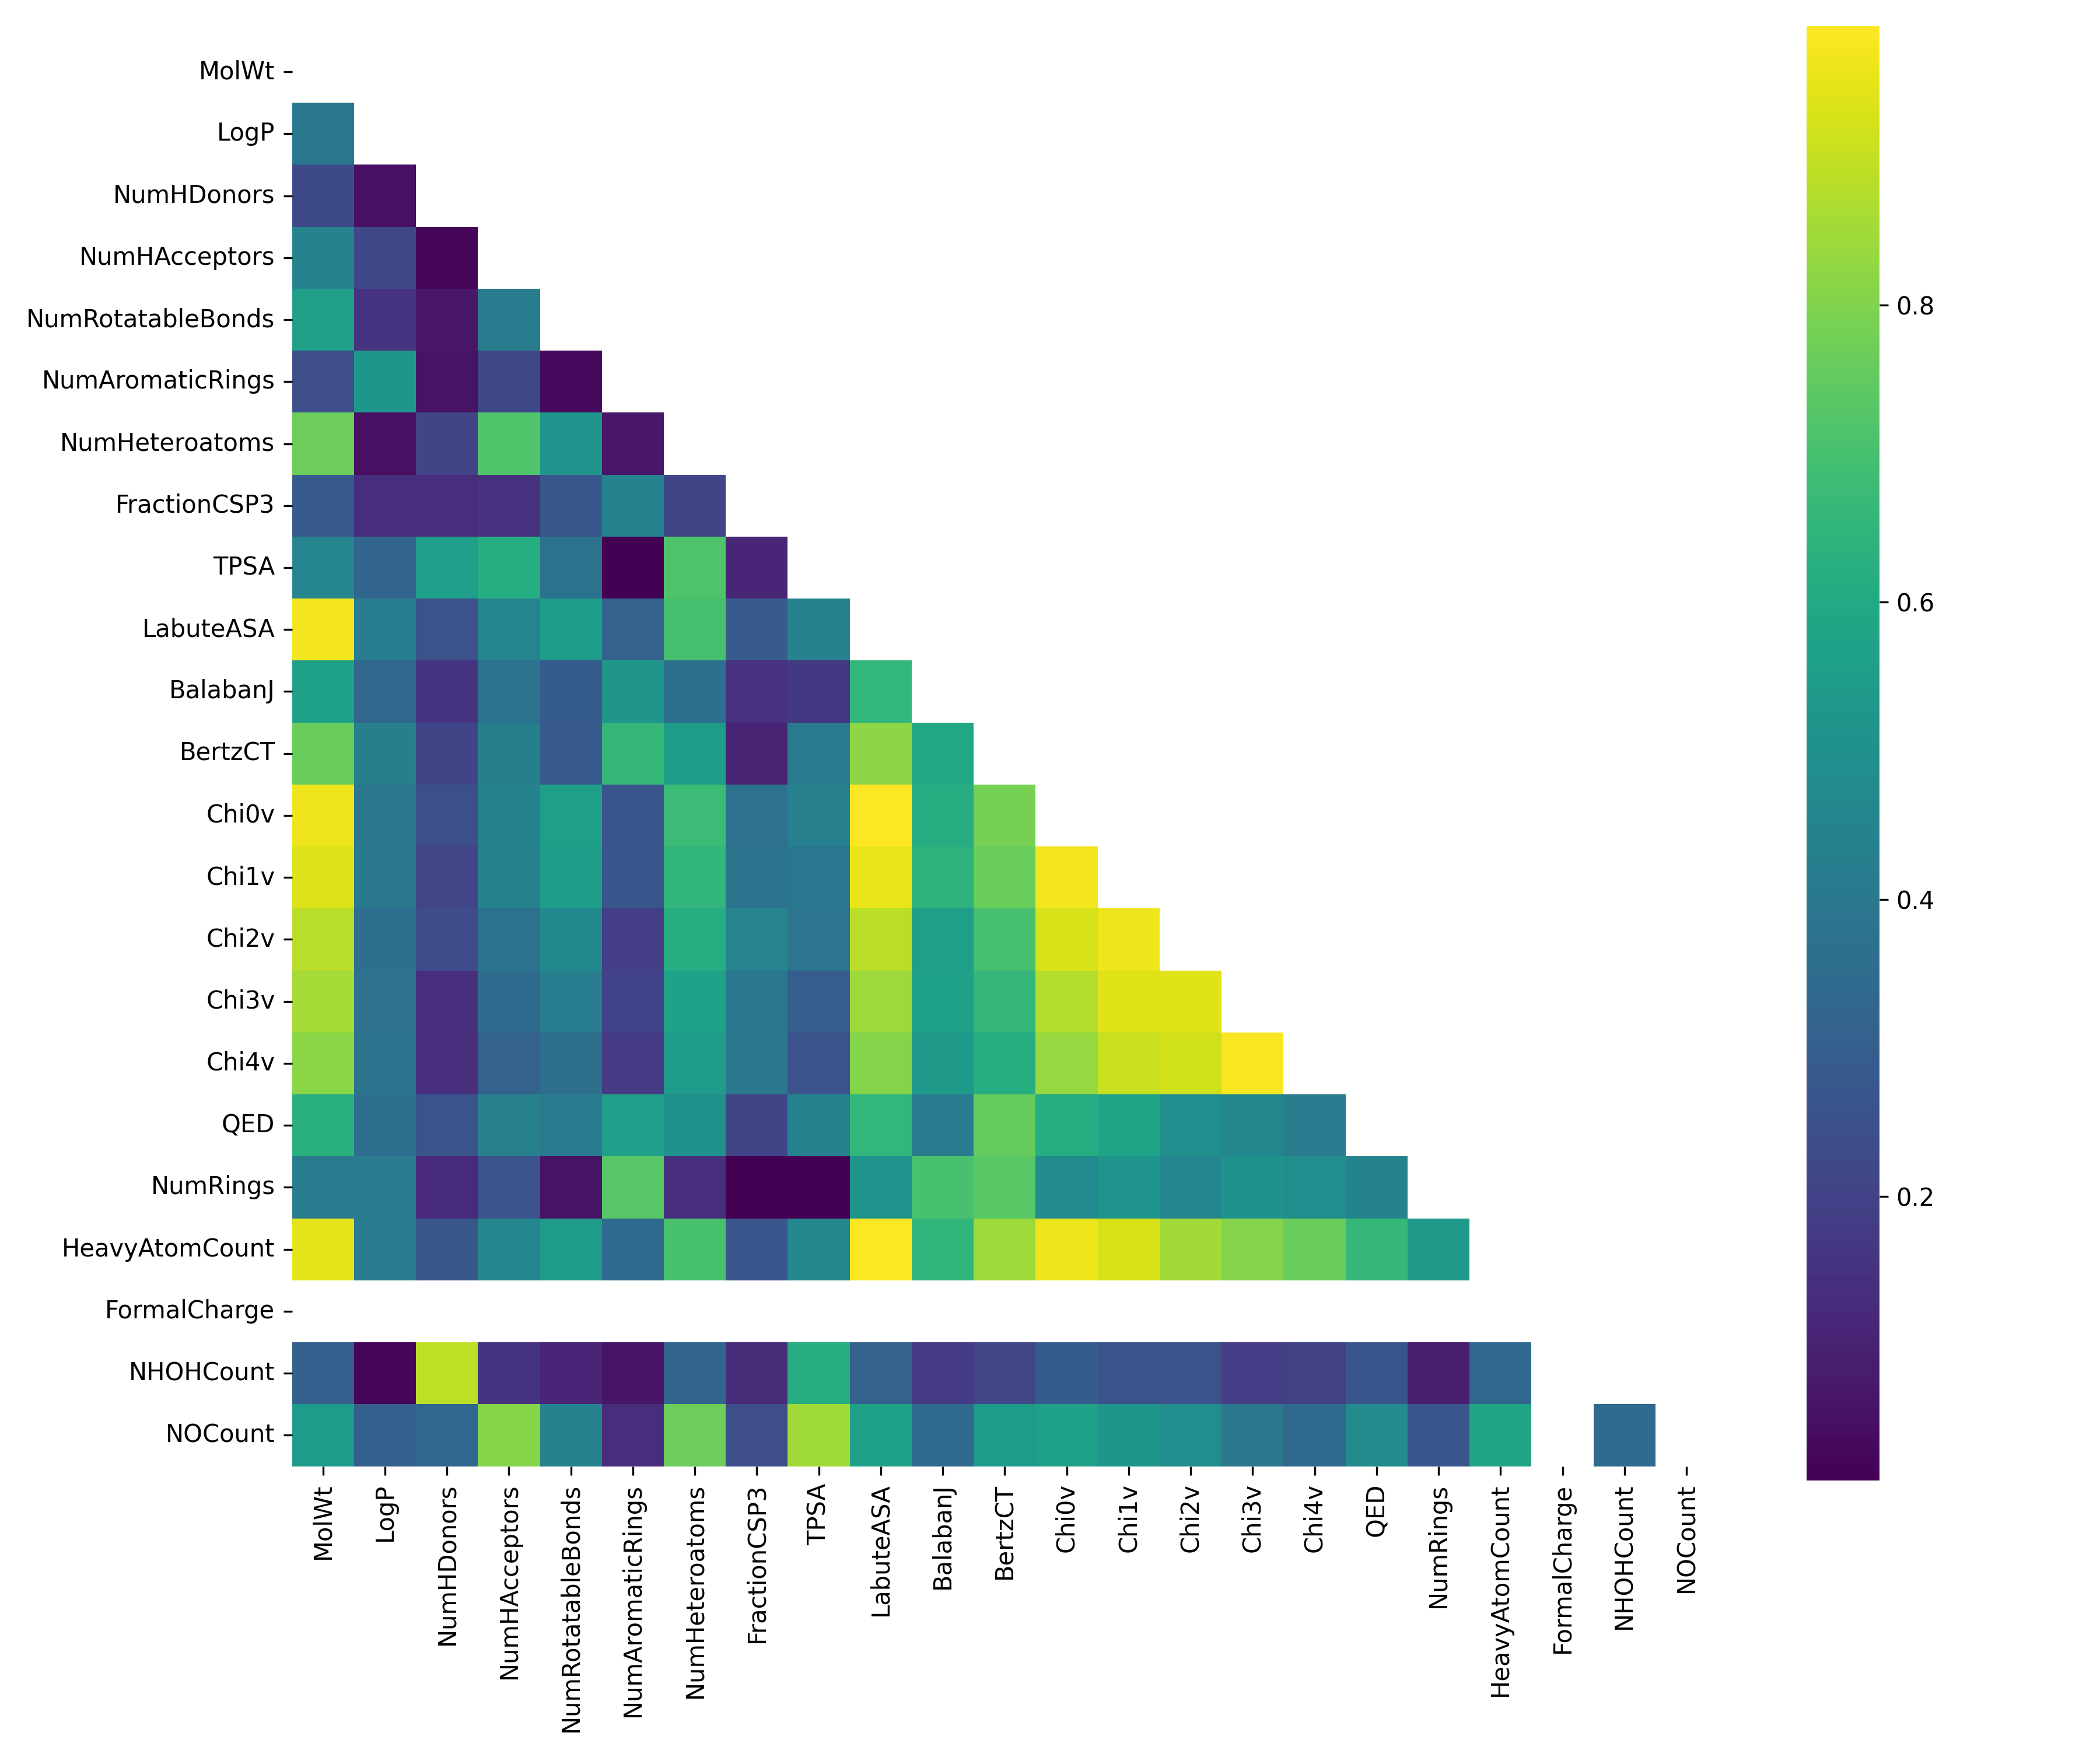 MolWt
LogP
NumHDonors
NumHAcceptors
NumRotatableBonds
NumAromaticRings
NumHeteroatoms
FractionCSP3
TPSA
LabuteASA
BalabanJ
BertzCT
Chi0v
Chi1v
Chi2v
Chi3v
Chi4v
QED
NumRings
HeavyAtomCount
FormalCharge
NHOHCount
NOCount
MolWt
LogP
NumHDonors
NumHAcceptors
NumRotatableBonds
NumAromaticRings
NumHeteroatoms
FractionCSP3
TPSA
LabuteASA
BalabanJ
BertzCT
Chi0v
Chi1v
Chi2v
Chi3v
Chi4v
QED
NumRings
HeavyAtomCount
FormalCharge
NHOHCount
NOCount
0.8
0.6
0.4
0.2